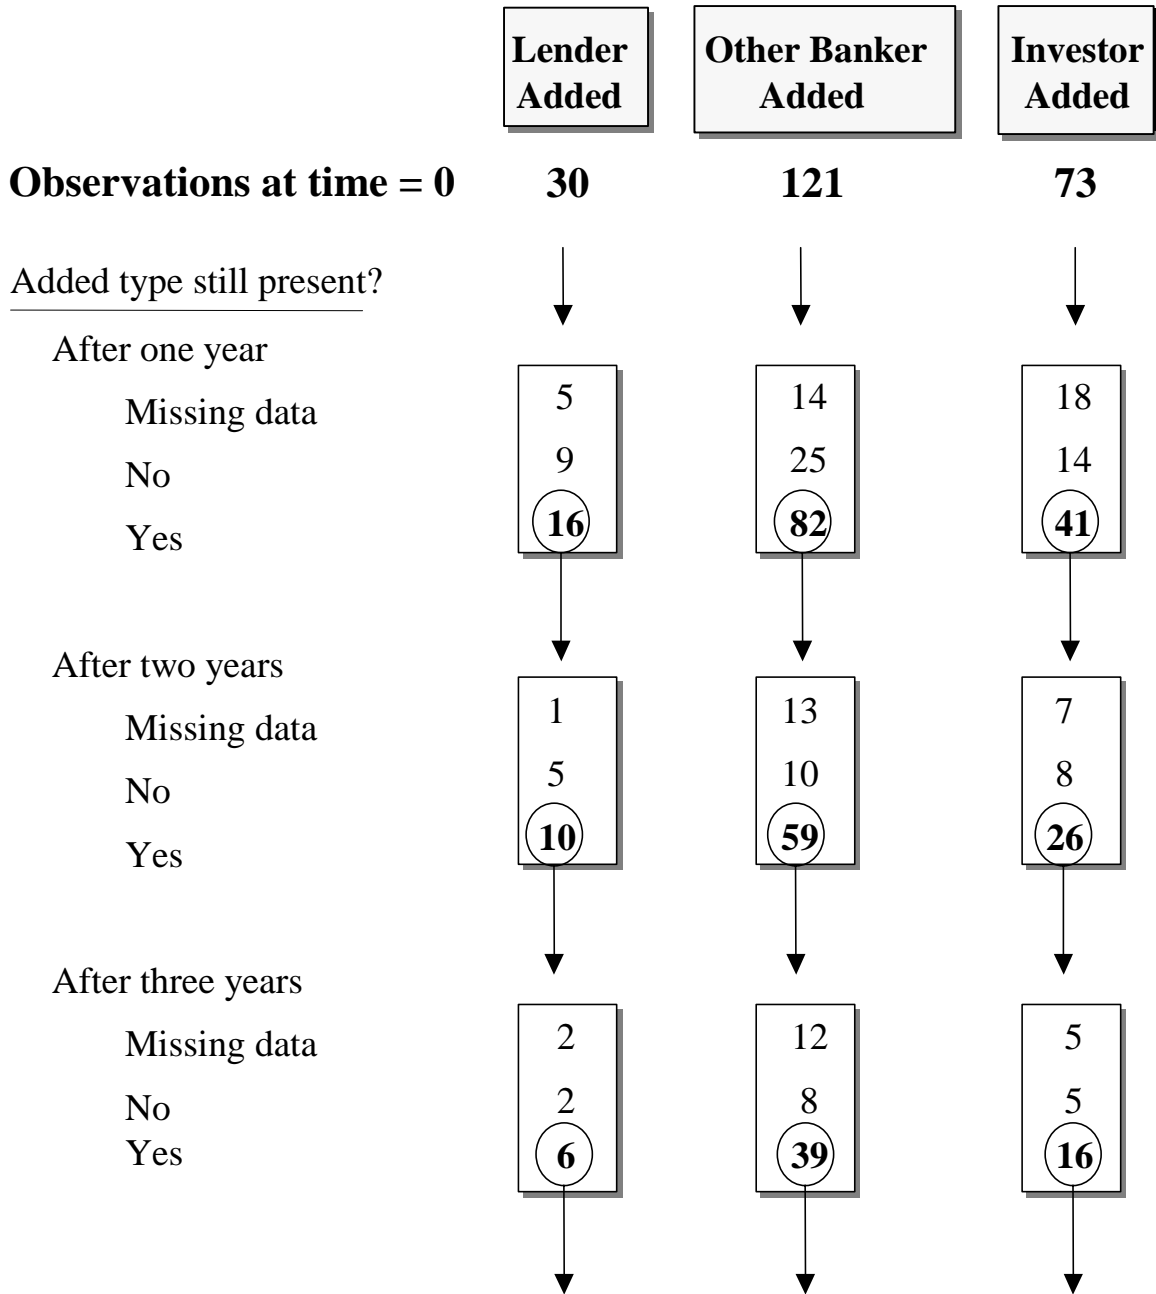 Lender Other Banker Investor
Added Added Added
Observations at time = 0 30 121 73
Added type still present?
After one year
Missing data 5 14 18
No 9 25 14
Yes 16 82 41
After two years
Missing data 1 13 7
No 5 10 8
Yes 10 59 26
After three years
Missing data 2 12 5
No 2 8 5
Yes 6 39 16